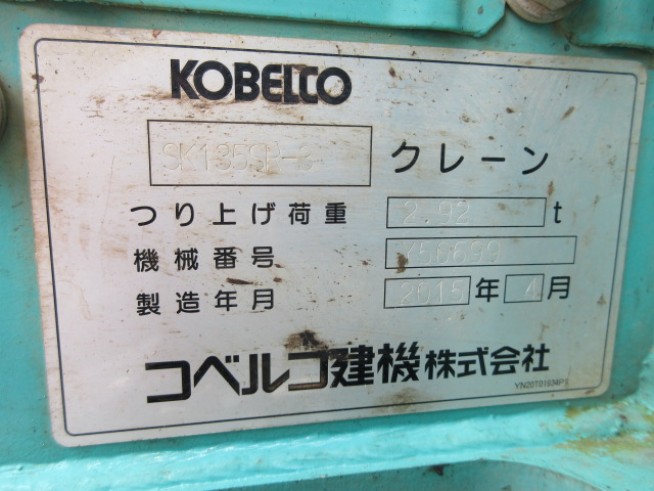 KOBELCO
SK135SR-3 クレーン
つり上げ荷重 2.92 t
機械番号
製造年月 2015 年 4 月
コベルコ建機株式会社